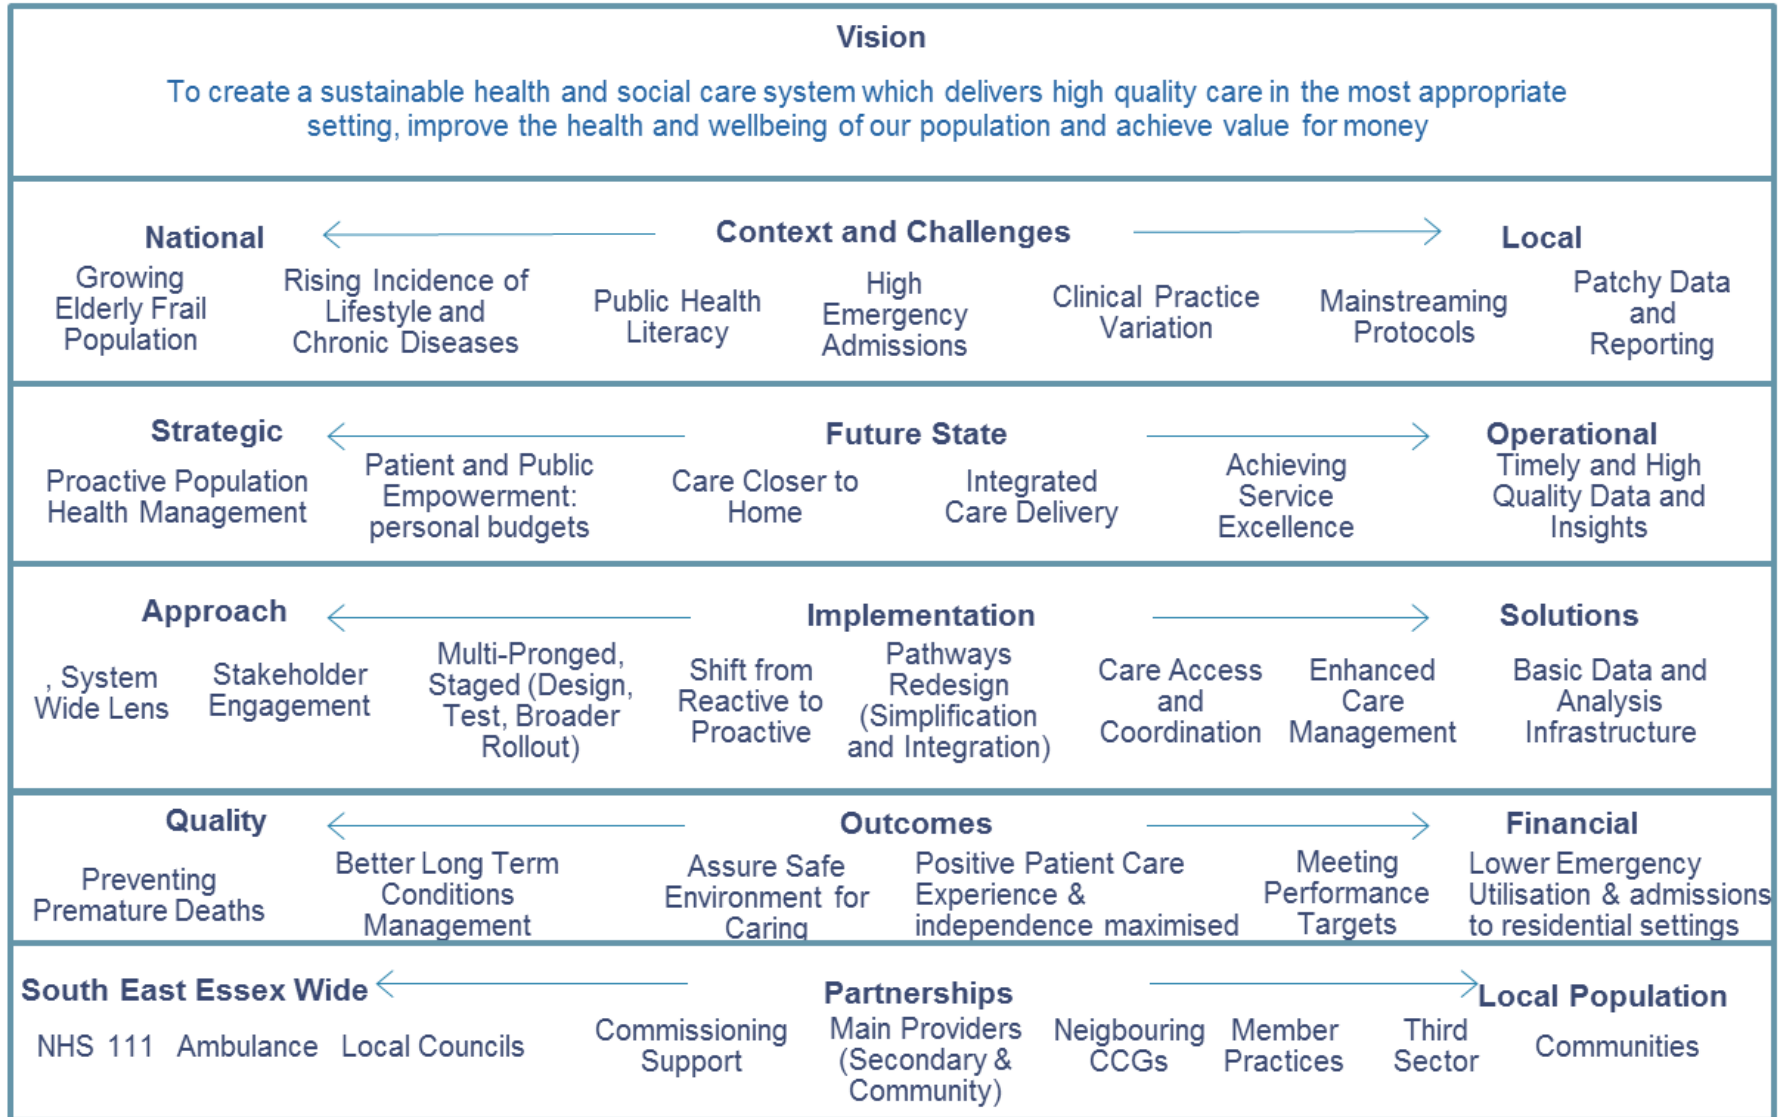 Vision
To create a sustainable health and social care system which delivers high quality care in the most appropriate
setting, improve the health and wellbeing of our population and achieve value for money
National
Context and Challenges
Local
Growing
Elderly Frail
Population
Rising Incidence of
Lifestyle and
Chronic Diseases
Public Health
Literacy
High
Emergency
Admissions
Clinical Practice
Variation
Mainstreaming
Protocols
Patchy Data
and
Reporting
Strategic
Future State
Operational
Proactive Population
Health Management
Patient and Public
Empowerment:
personal budgets
Care Closer to
Home
Integrated
Care Delivery
Achieving
Service
Excellence
Timely and High
Quality Data and
Insights
Approach
Implementation
Solutions
, System
Wide Lens
Stakeholder
Engagement
Multi-Pronged,
Staged (Design,
Test, Broader
Rollout)
Shift from
Reactive to
Proactive
Pathways
Redesign
(Simplification
and Integration)
Care Access
and
Coordination
Enhanced
Care
Management
Basic Data and
Analysis
Infrastructure
Quality
Outcomes
Financial
Preventing
Premature Deaths
Better Long Term
Conditions
Management
Assure Safe
Environment for
Caring
Positive Patient Care
Experience &
independence maximised
Meeting
Performance
Targets
Lower Emergency
Utilisation & admissions
to residential settings
South East Essex Wide
Partnerships
Local Population
NHS 111
Ambulance
Local Councils
Commissioning
Support
Main Providers
(Secondary &
Community)
Neigbouring
CCGs
Member
Practices
Third
Sector
Communities